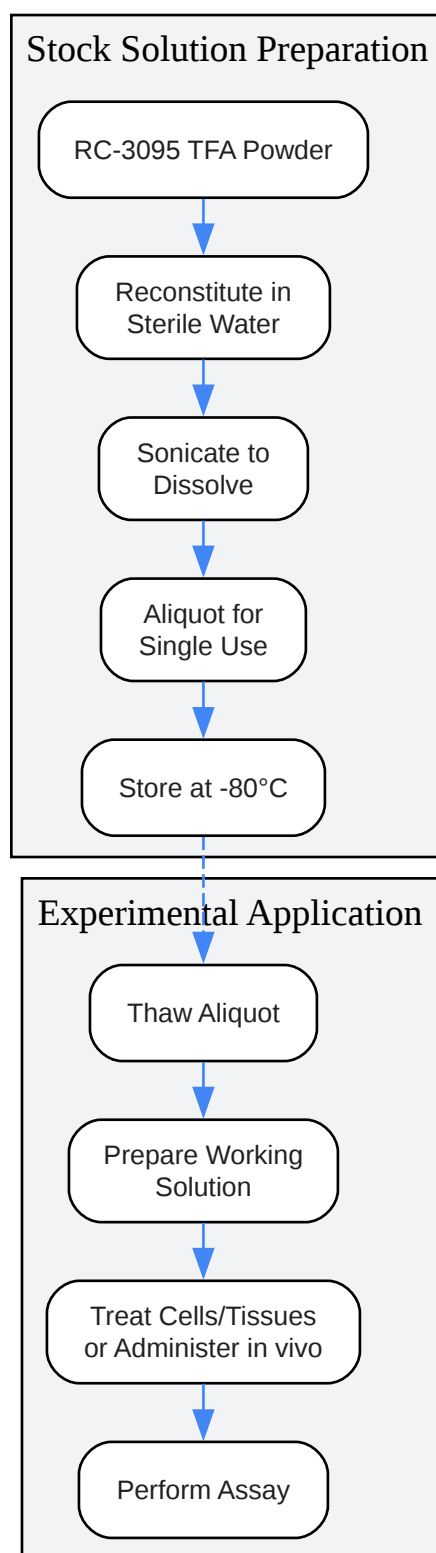 Stock Solution Preparation
RC-3095 TFA Powder
Reconstitute in
Sterile Water
Sonicate to
Dissolve
Aliquot for
Single Use
Store at -80°C
Experimental Application
Thaw Aliquot
Prepare Working
Solution
Treat Cells/Tissues
or Administer in vivo
Perform Assay